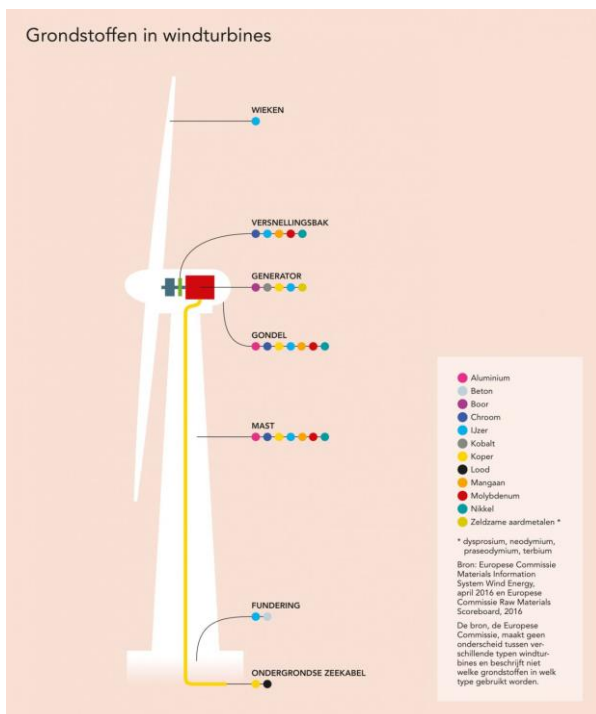 Grondstoffen in windturbines
WIEKEN
VERSNELLINGSBAK
GENERATOR
GONDEL
MAST
FUNDERING
ONDERGRONDSE ZEEKABEL
Aluminium
Beton
Boor
Chroom
IJzer
Kobalt
Koper
Lood
Mangaan
Molybdenum
Nikkel
Zeldzame aardmetalen *
* dysprosium, neodymium,
praseodymium, terbium
Bron: Europese Commissie
Materials Information
System Wind Energy,
april 2016 en Europese
Commissie Raw Materials
Scoreboard, 2016
De bron, de Europese
Commissie, maakt geen
onderscheid tussen ver-
schillende typen windtur-
bines en beschrijft niet
welke grondstoffen in welk
type gebruikt worden.